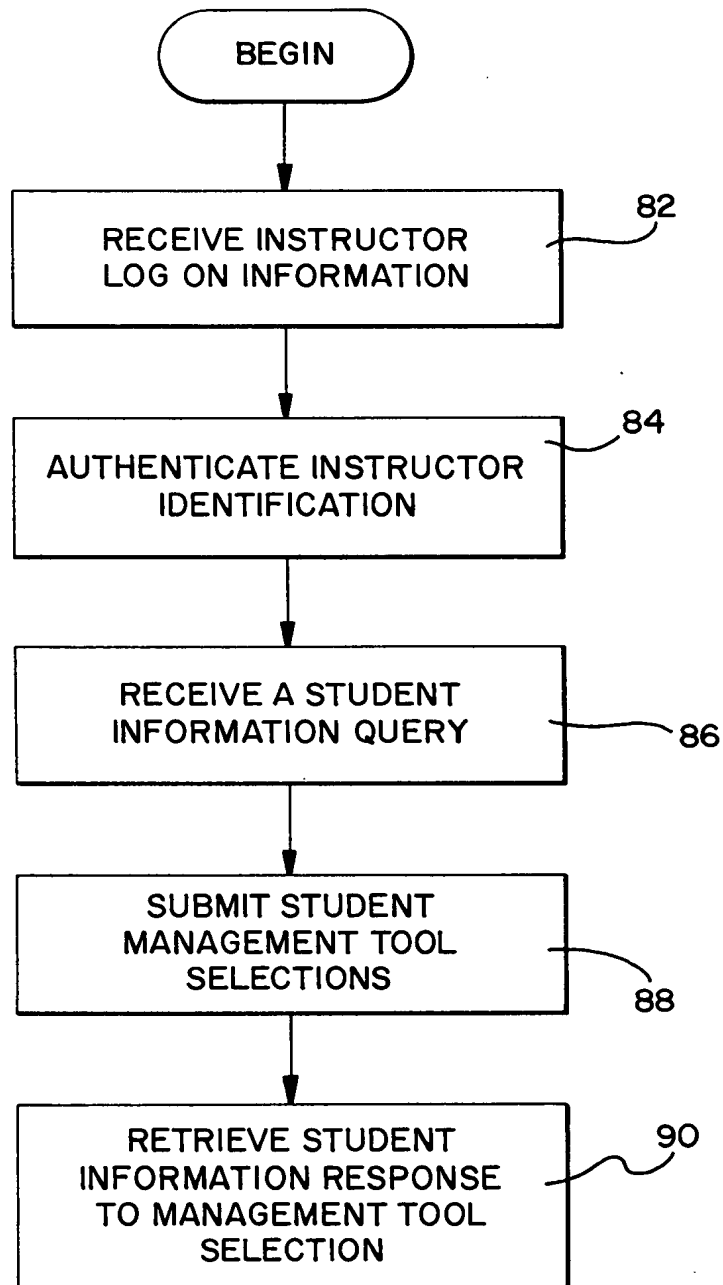 BEGIN
RECEIVE INSTRUCTOR
LOG ON INFORMATION
82
AUTHENTICATE INSTRUCTOR
IDENTIFICATION
84
RECEIVE A STUDENT
INFORMATION QUERY
86
SUBMIT STUDENT
MANAGEMENT TOOL
SELECTIONS
88
RETRIEVE STUDENT
INFORMATION RESPONSE
TO MANAGEMENT TOOL
SELECTION
90